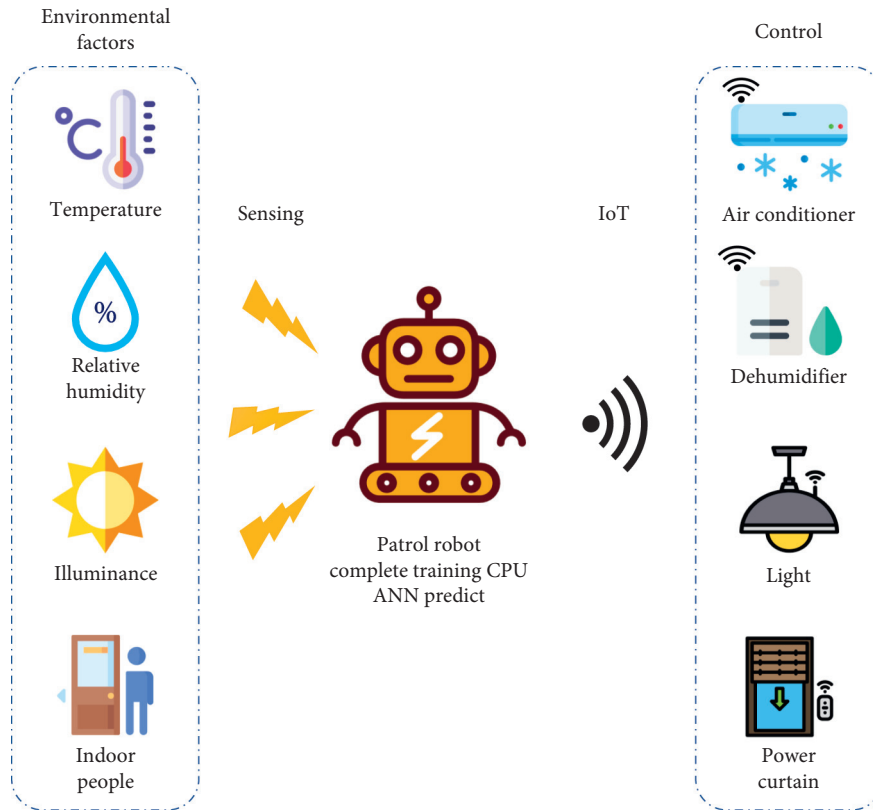 Environmental
factors
Temperature
%
Relative
humidity
Illuminance
Indoor
people
Sensing
Patrol robot
complete training CPU
ANN predict
IoT
Control
Air conditioner
Dehumidifier
Light
Power
curtain